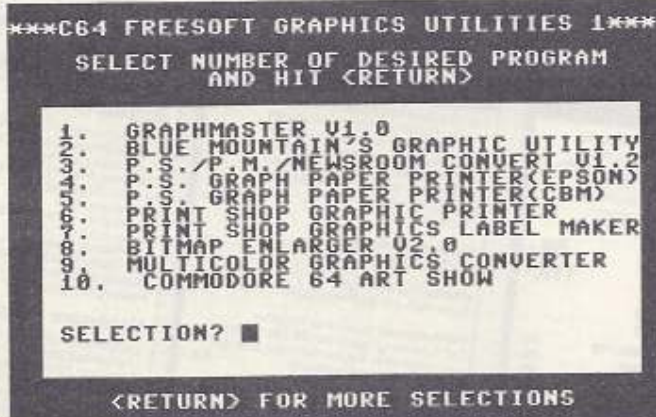 ***C64 FREESOFT GRAPHICS UTILITIES 1***
SELECT NUMBER OF DESIRED PROGRAM
AND HIT <RETURN>
1. GRAPHMASTER V1.0
2. BLUE MOUNTAIN'S GRAPHIC UTILITY
3. P.S./P.M./NEWSROOM CONVERT V1.2
4. P.S. GRAPH PAPER PRINTER(EPSON)
5. P.S. GRAPH PAPER PRINTER(CBM)
6. PRINT SHOP GRAPHIC PRINTER
7. PRINT SHOP GRAPHICS LABEL MAKER
8. BITMAP ENLARGER V2.0
9. MULTICOLOR GRAPHICS CONVERTER
10. COMMODORE 64 ART SHOW
SELECTION?
<RETURN> FOR MORE SELECTIONS